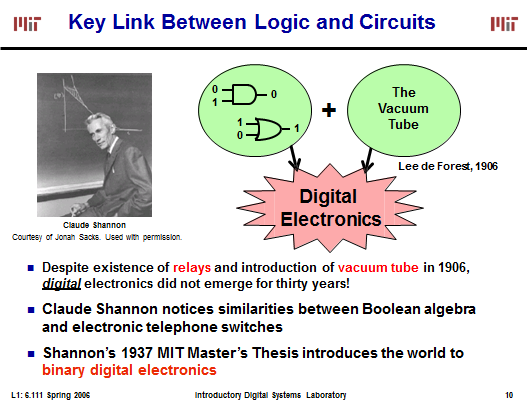 MIT
Key Link Between Logic and Circuits
MIT
0
1
0
1
0
1
+
The
Vacuum
Tube
Lee de Forest, 1906
Digital
Electronics
Claude Shannon
Courtesy of Jonah Sacks. Used with permission.
Despite existence of relays and introduction of vacuum tube in 1906,
digital electronics did not emerge for thirty years!
Claude Shannon notices similarities between Boolean algebra
and electronic telephone switches
Shannon's 1937 MIT Master's Thesis introduces the world to
binary digital electronics
L1: 6.111 Spring 2006
Introductory Digital Systems Laboratory
10